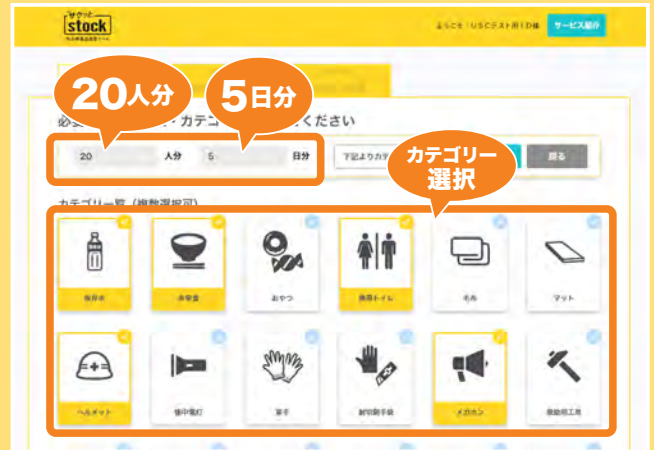 サクッと
stock
ようこそ！USCテスト用ID様
サービス紹介
20人分
5日分
カテゴ
ください
20 人分 5 日分
下記よりカテ
戻る
カテゴリー
選択
カテゴリ一覧（複数選択可）
保存水
非常食
おやつ
携帯トイレ
毛布
マット
ヘルメット
懐中電灯
軍手
耐切創手袋
メガホン
救助用工具